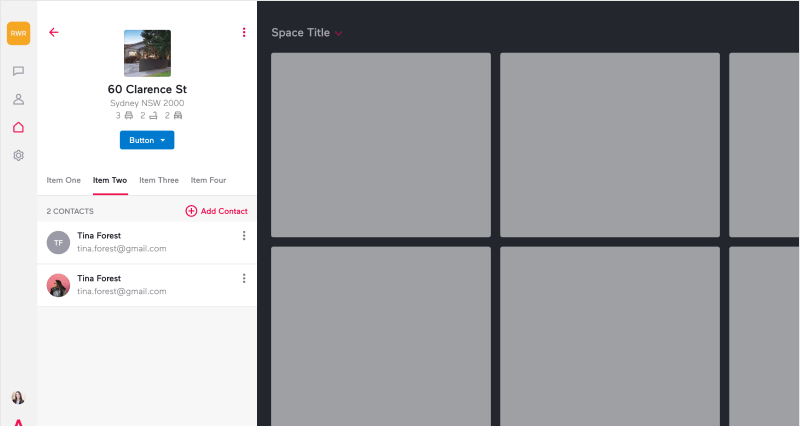 RWR
60 Clarence St
Sydney NSW 2000
3 2 2
Button
Item One Item Two Item Three Item Four
2 CONTACTS Add Contact
TF
Tina Forest
tina.forest@gmail.com
Tina Forest
tina.forest@gmail.com
Space Title